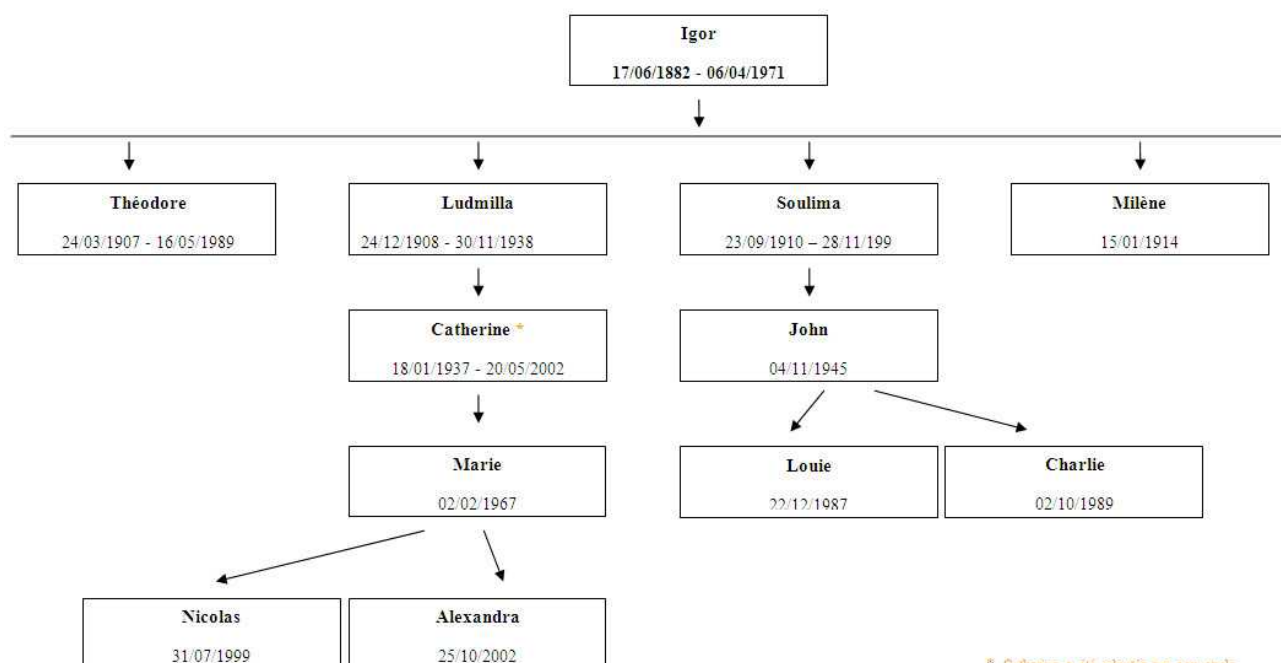 Igor
17/06/1882 - 06/04/1971
Théodore
24/03/1907 - 16/05/1989
Ludmilla
24/12/1908 - 30/11/1938
Soulima
23/09/1910 – 28/11/199
Milène
15/01/1914
Catherine *
18/01/1937 - 20/05/2002
John
04/11/1945
Marie
02/02/1967
Louie
22/12/1987
Charlie
02/10/1989
Nicolas
31/07/1999
Alexandra
25/10/2002